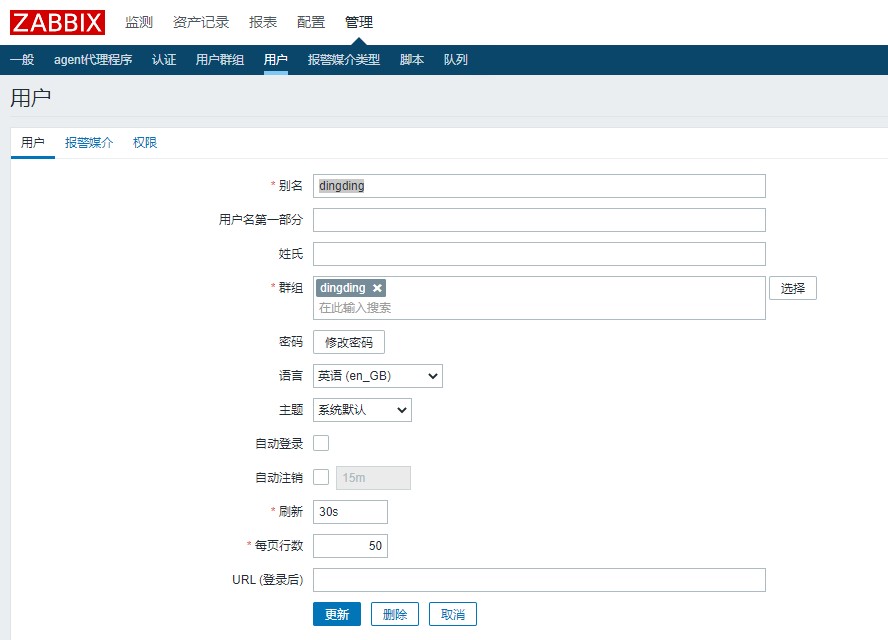 ZABBIX 监测 资产记录 报表 配置 管理
一般 agent代理程序 认证 用户群组 用户 报警媒介类型 脚本 队列
用户
用户 报警媒介 权限
* 别名 dingding
用户名第一部分
姓氏
* 群组 dingding ✖ 选择
在此输入搜索
密码 修改密码
语言 英语 (en_GB)
主题 系统默认
自动登录
自动注销 15m
* 刷新 30s
* 每页行数 50
URL (登录后)
更新 删除 取消